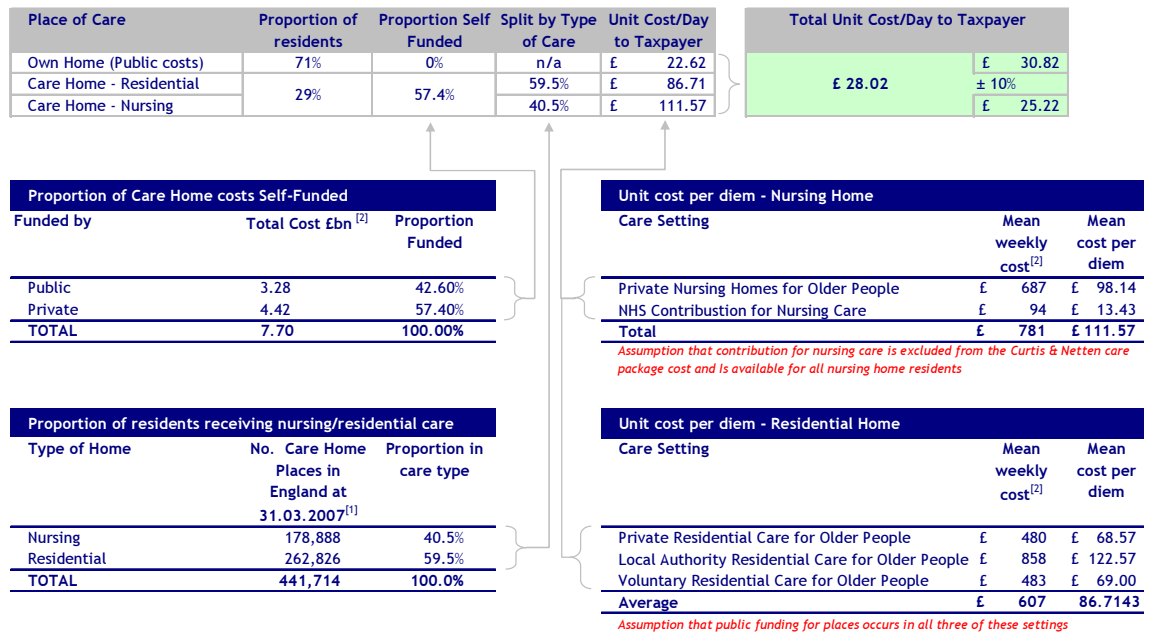 Place of Care Proportion of residents Proportion Self Funded Split by Type of Care Unit Cost/Day to Taxpayer Total Unit Cost/Day to Taxpayer
Own Home (Public costs) 71% 0% n/a £ 22.62 £ 30.82
Care Home - Residential 29% 57.4% 59.5% £ 86.71 £ 28.02 ± 10%
Care Home - Nursing 40.5% £ 111.57 £ 25.22
Proportion of Care Home costs Self-Funded
Funded by Total Cost £bn [2] Proportion Funded
Public 3.28 42.60%
Private 4.42 57.40%
TOTAL 7.70 100.00%
Unit cost per diem - Nursing Home
Care Setting Mean weekly cost[2] Mean cost per diem
Private Nursing Homes for Older People £ 687 £ 98.14
NHS Contribustion for Nursing Care £ 94 £ 13.43
Total £ 781 £ 111.57
Assumption that contribution for nursing care is excluded from the Curtis & Netten care
package cost and Is available for all nursing home residents
Proportion of residents receiving nursing/residential care
Type of Home No. Care Home Places in England at 31.03.2007[1] Proportion in care type
Nursing 178,888 40.5%
Residential 262,826 59.5%
TOTAL 441,714 100.0%
Unit cost per diem - Residential Home
Care Setting Mean weekly cost[2] Mean cost per diem
Private Residential Care for Older People £ 480 £ 68.57
Local Authority Residential Care for Older People £ 858 £ 122.57
Voluntary Residential Care for Older People £ 483 £ 69.00
Average £ 607 86.7143
Assumption that public funding for places occurs in all three of these settings